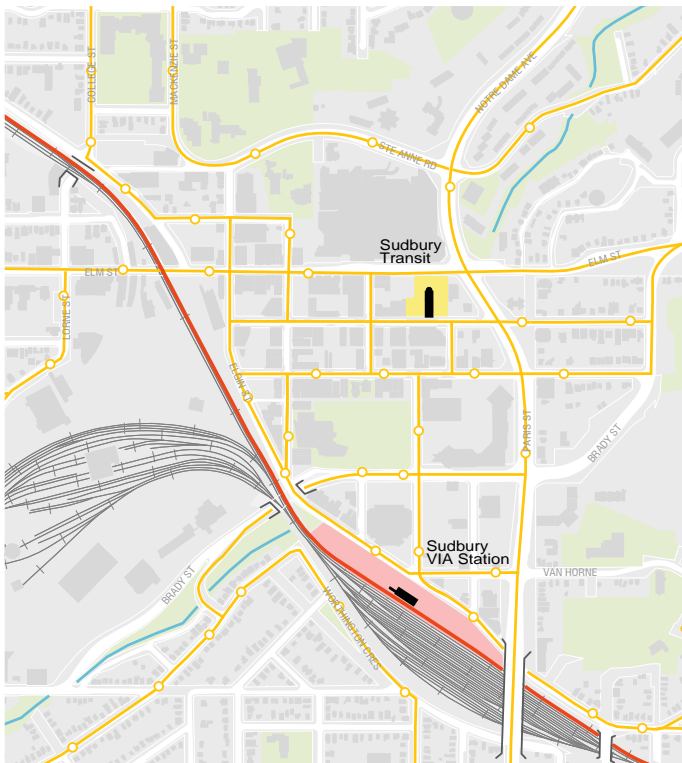 COLLEGE ST
MACKENZIE ST
NOTRE DAME AVE
STE ANNE RD
Sudbury
Transit
ELM ST
ELM ST
LORNE ST
ELGIN ST
PARIS ST
BRADY ST
Sudbury
VIA Station
VAN HORNE
BRADY ST
WORTHINGTON CRES